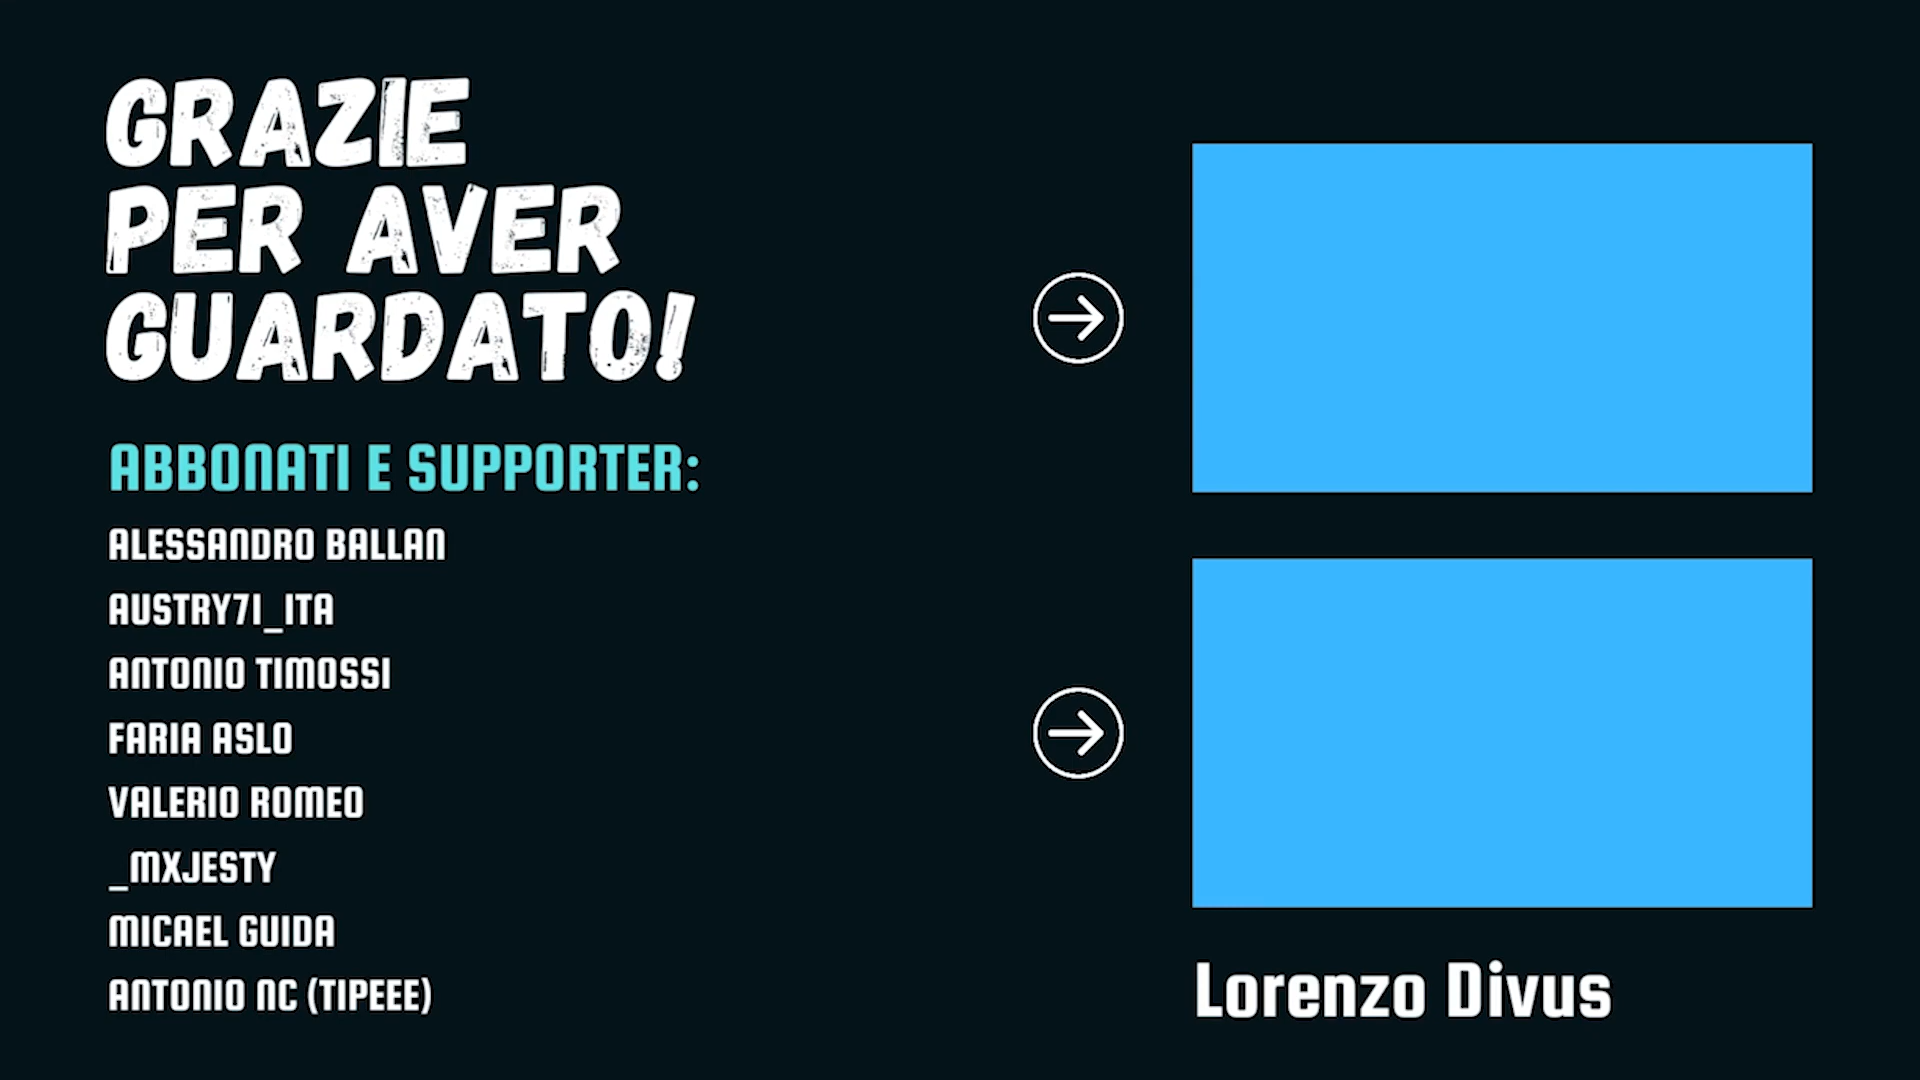 GRAZIE
PER AVER
GUARDATO!
ABBONATI E SUPPORTER:
ALESSANDRO BALLAN
AUSTRY71_ITA
ANTONIO TIMOSSI
FARIA ASLO
VALERIO ROMEO
_MXJESTY
MICAEL GUIDA
ANTONIO NC (TIPEEE)
Lorenzo Divus